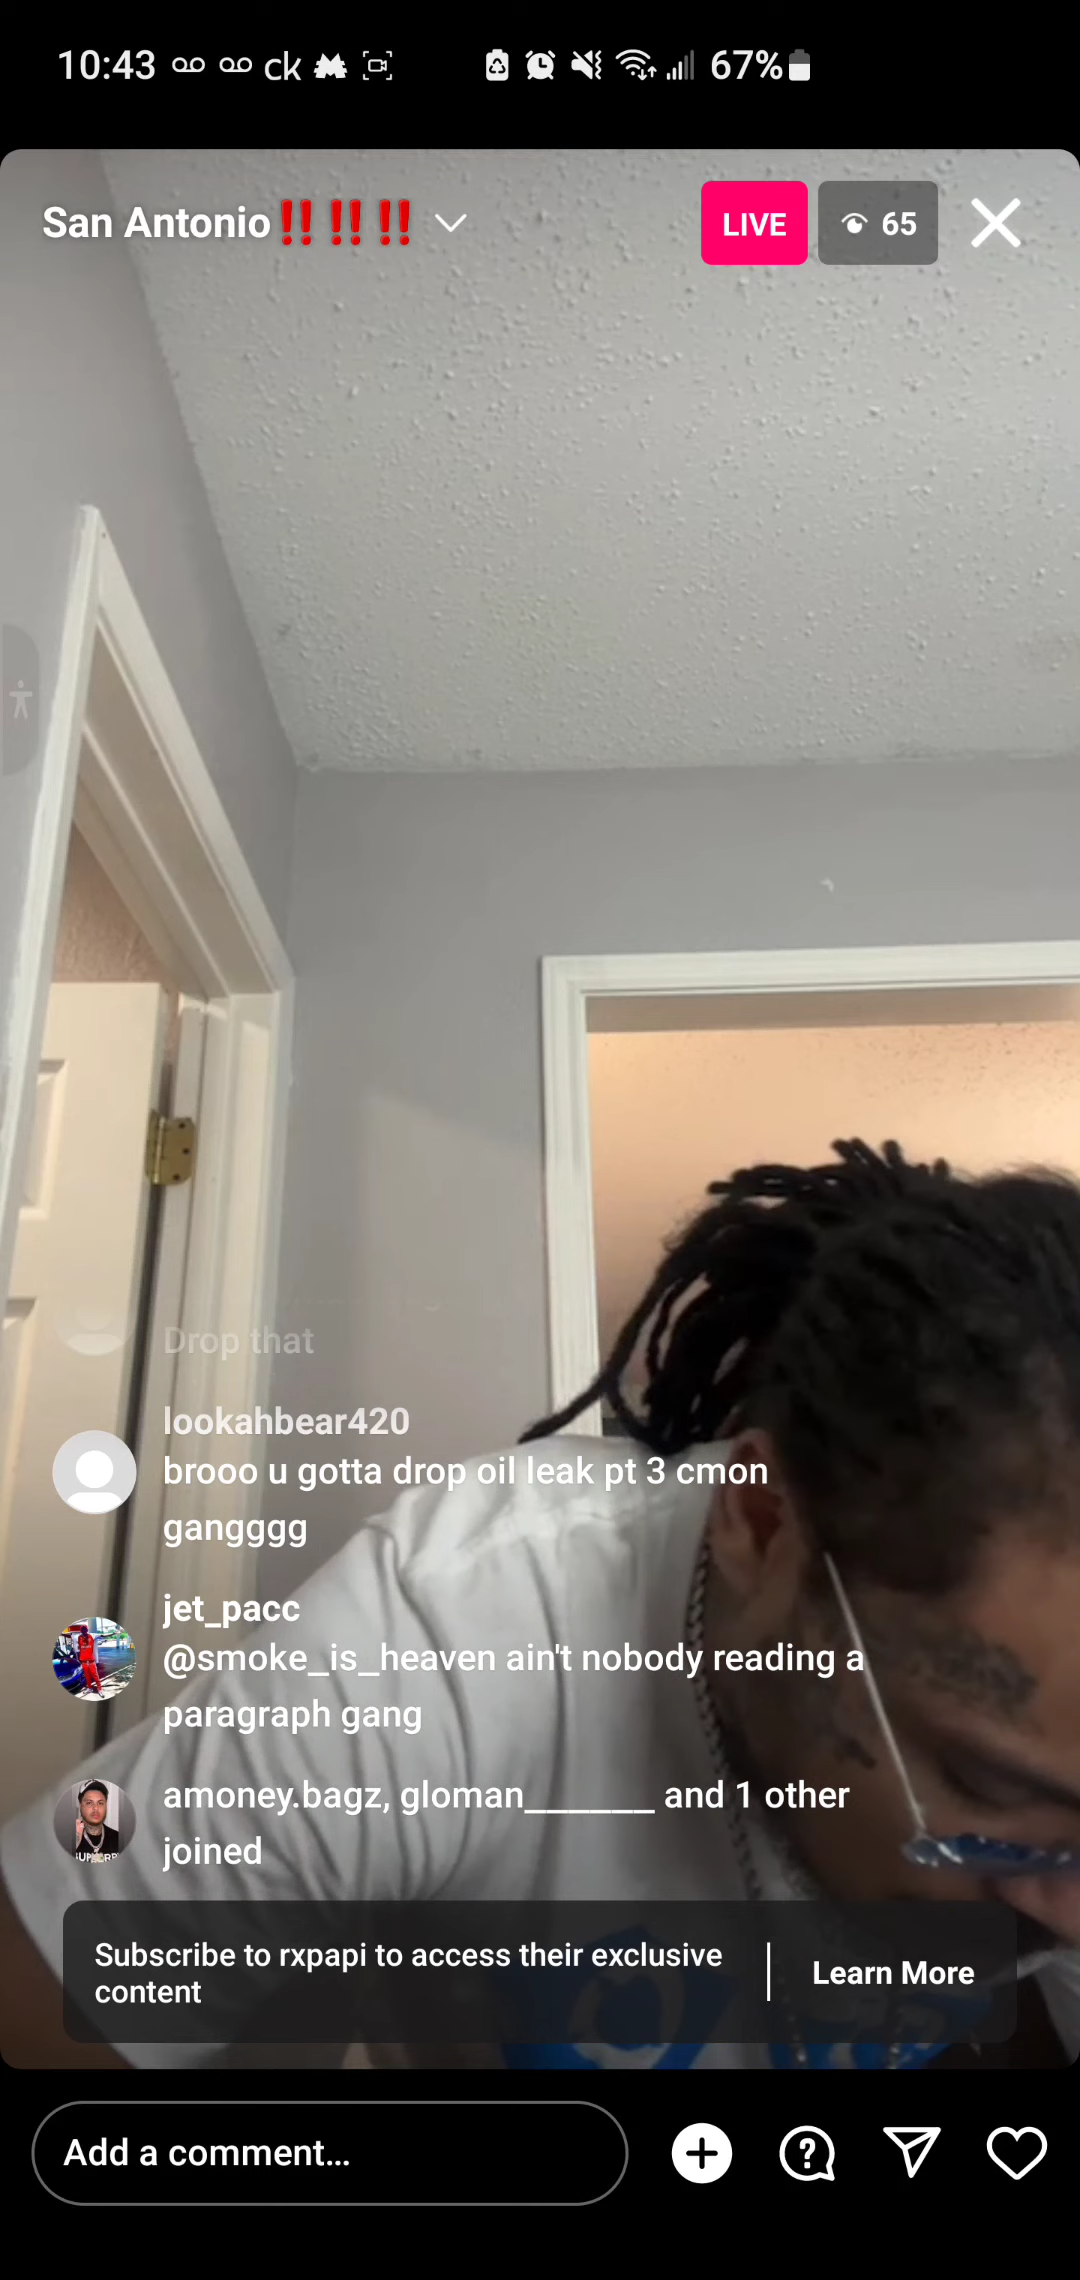 10:43 ck 67%
San Antonio‼️‼️‼️
LIVE 65
Drop that
lookahbear420
brooo u gotta drop oil leak pt 3 cmon
gangggg
jet_pacc
@smoke_is_heaven ain't nobody reading a
paragraph gang
amoney.bagz, gloman______ and 1 other
joined
Subscribe to rxpapi to access their exclusive
content
Learn More
Add a comment...